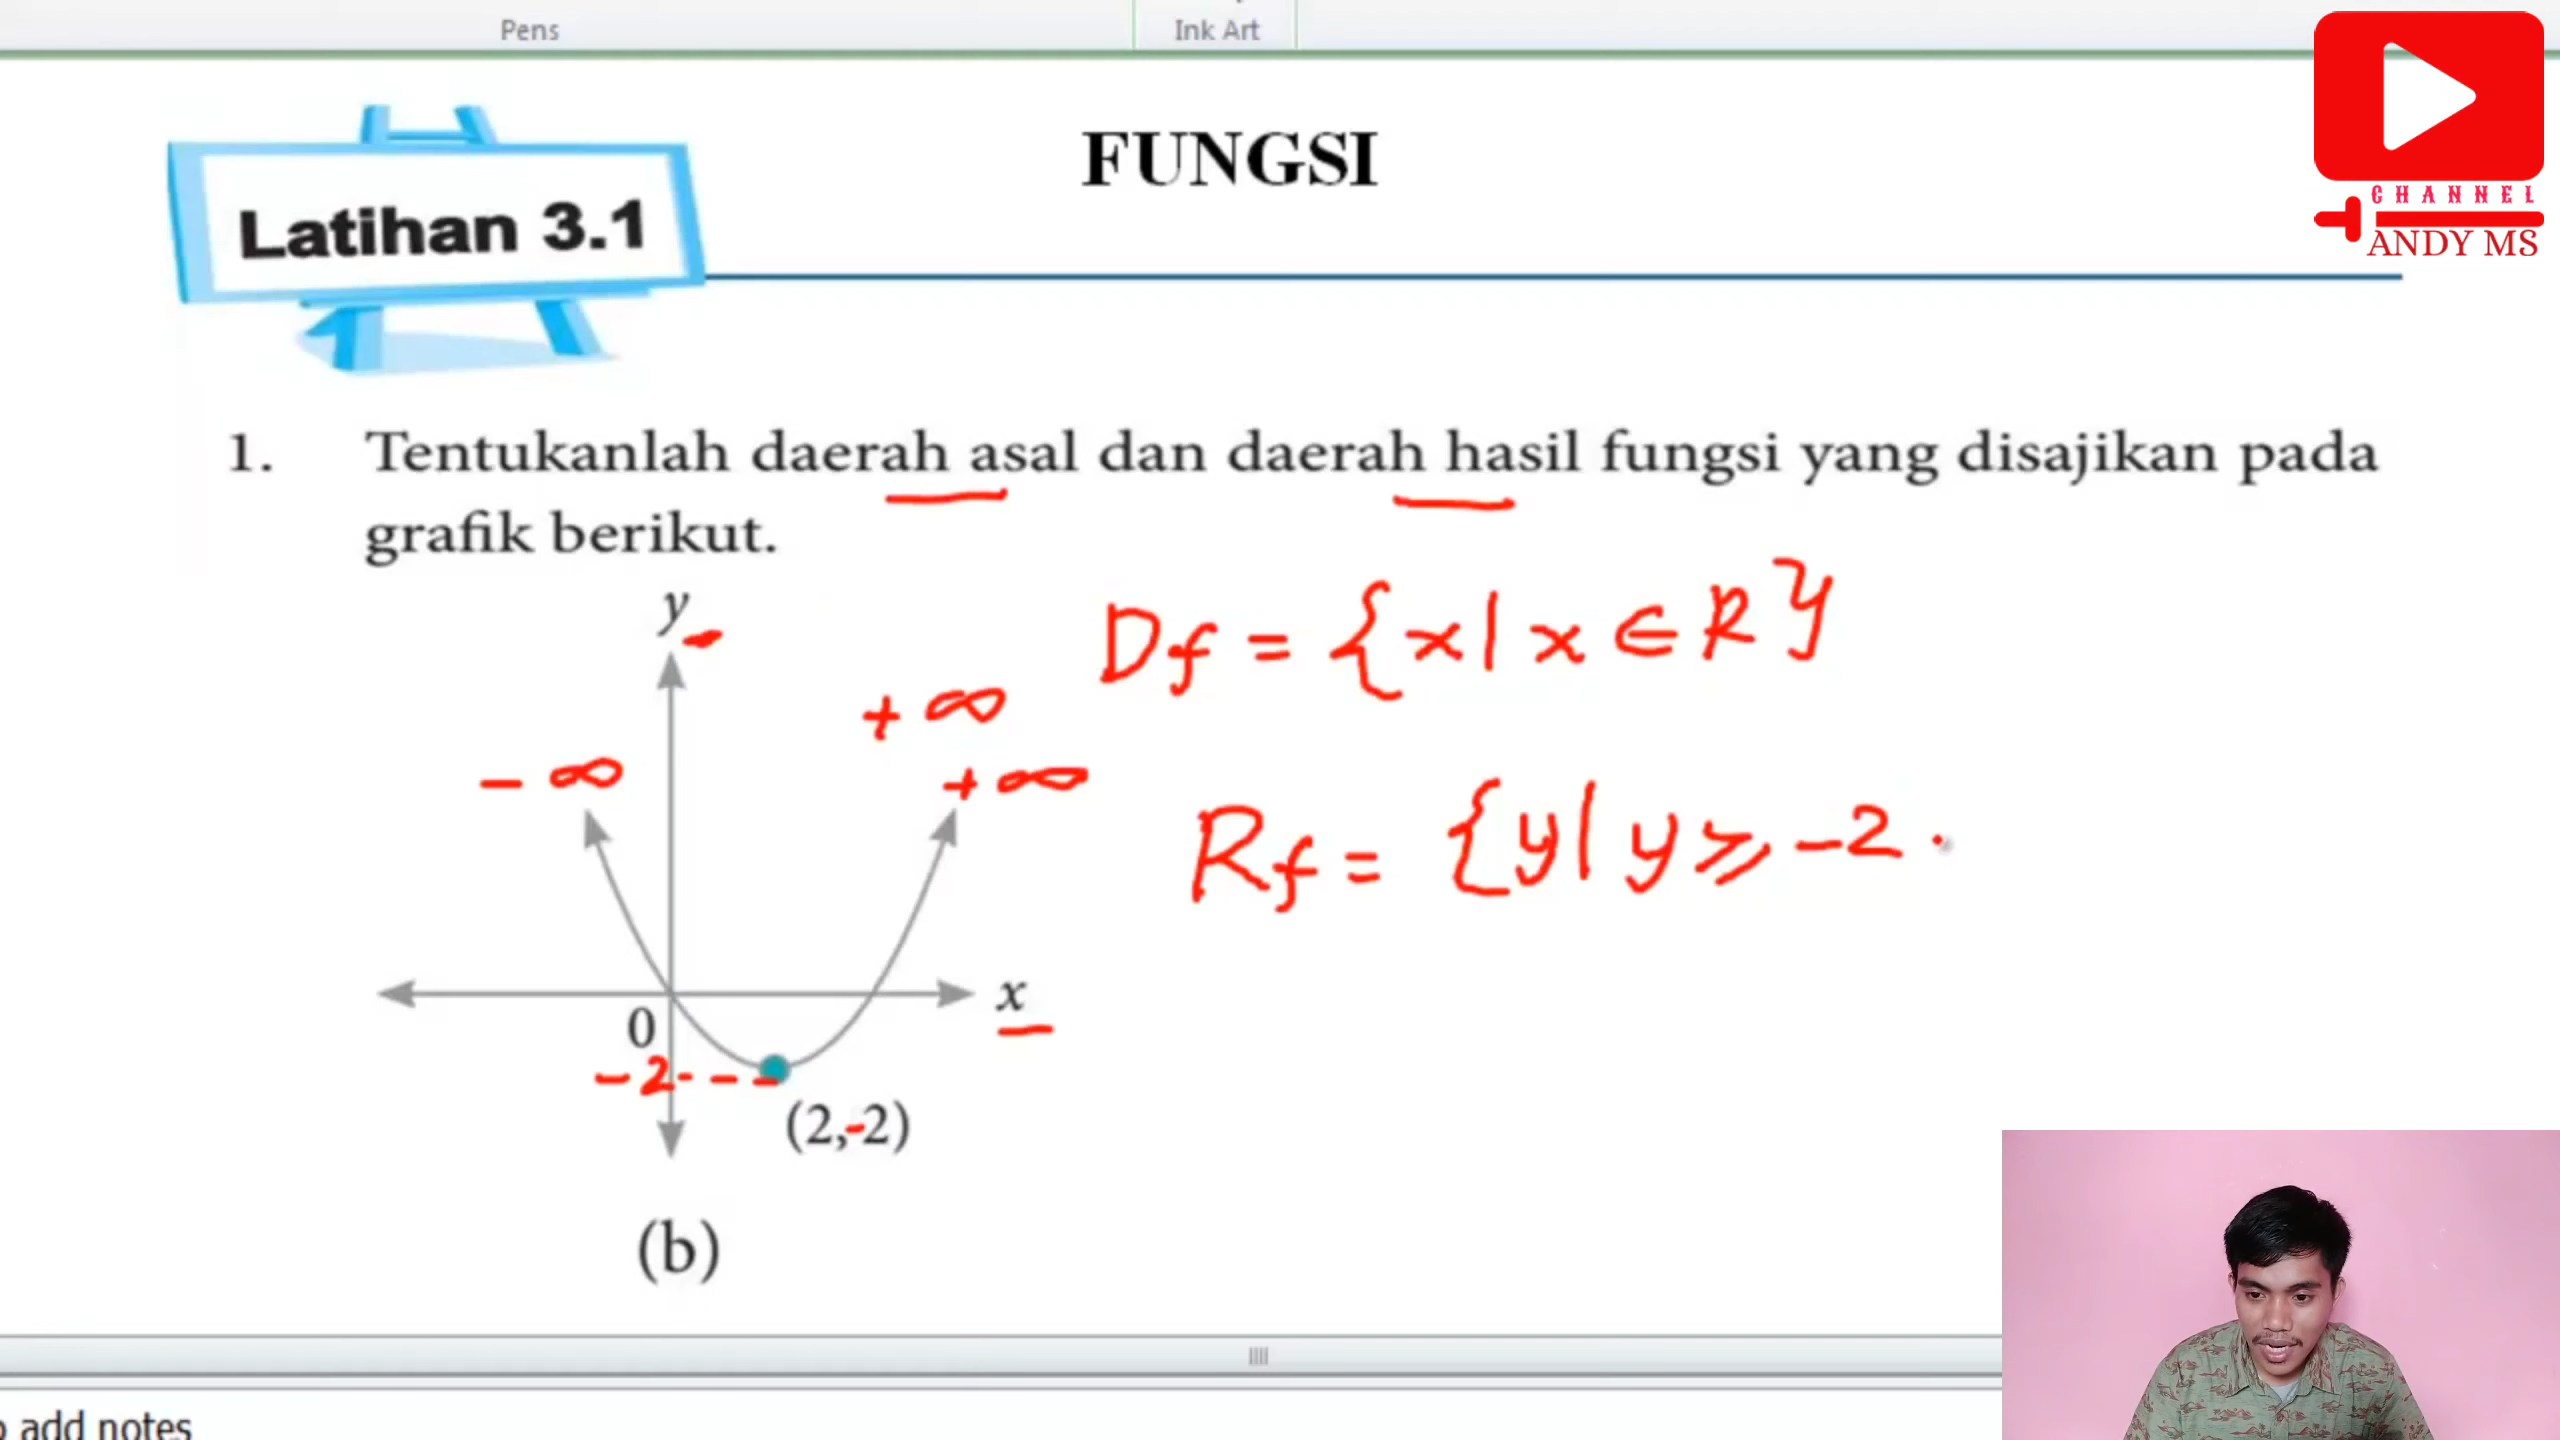 Pens
Ink Art
CHANNEL
ANDY MS
FUNGSI
Latihan 3.1
1. Tentukanlah daerah asal dan daerah hasil fungsi yang disajikan pada
grafik berikut.
y
Df = {x | x ∈ R}
+ ∞
- ∞
+ ∞
Rf = {y | y ⩾ -2 .
x
0
-2
(2,-2)
(b)
add notes